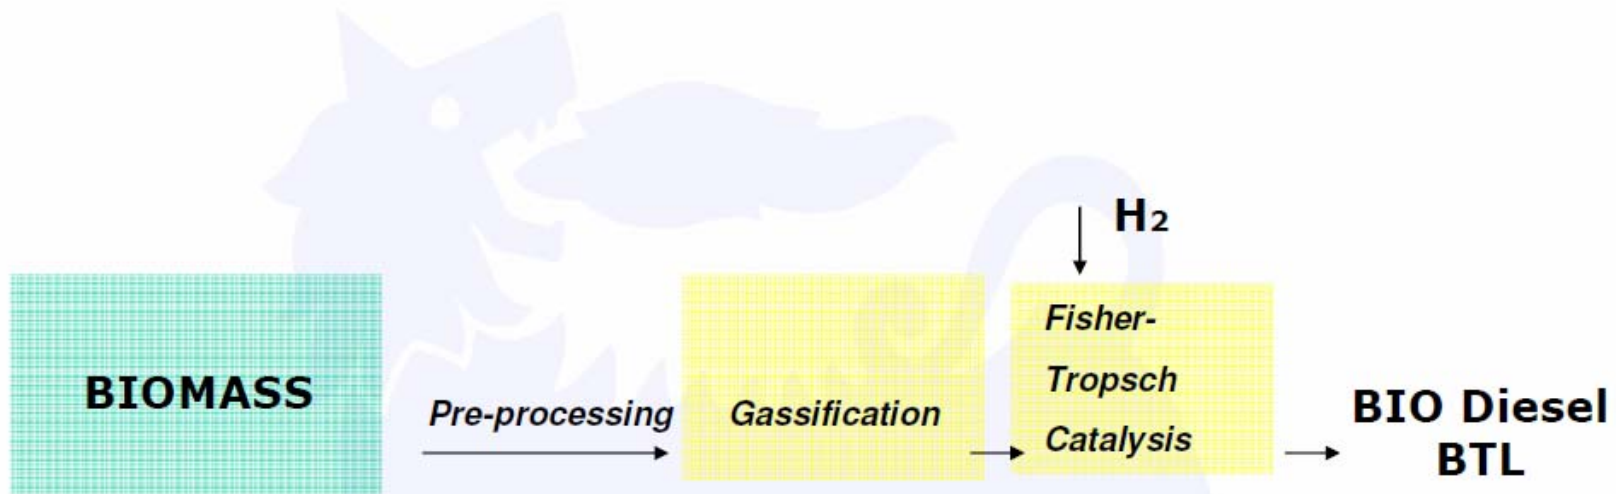 H₂
BIOMASS
Pre-processing
Gassification
Fisher-
Tropsch
Catalysis
BIO Diesel
BTL